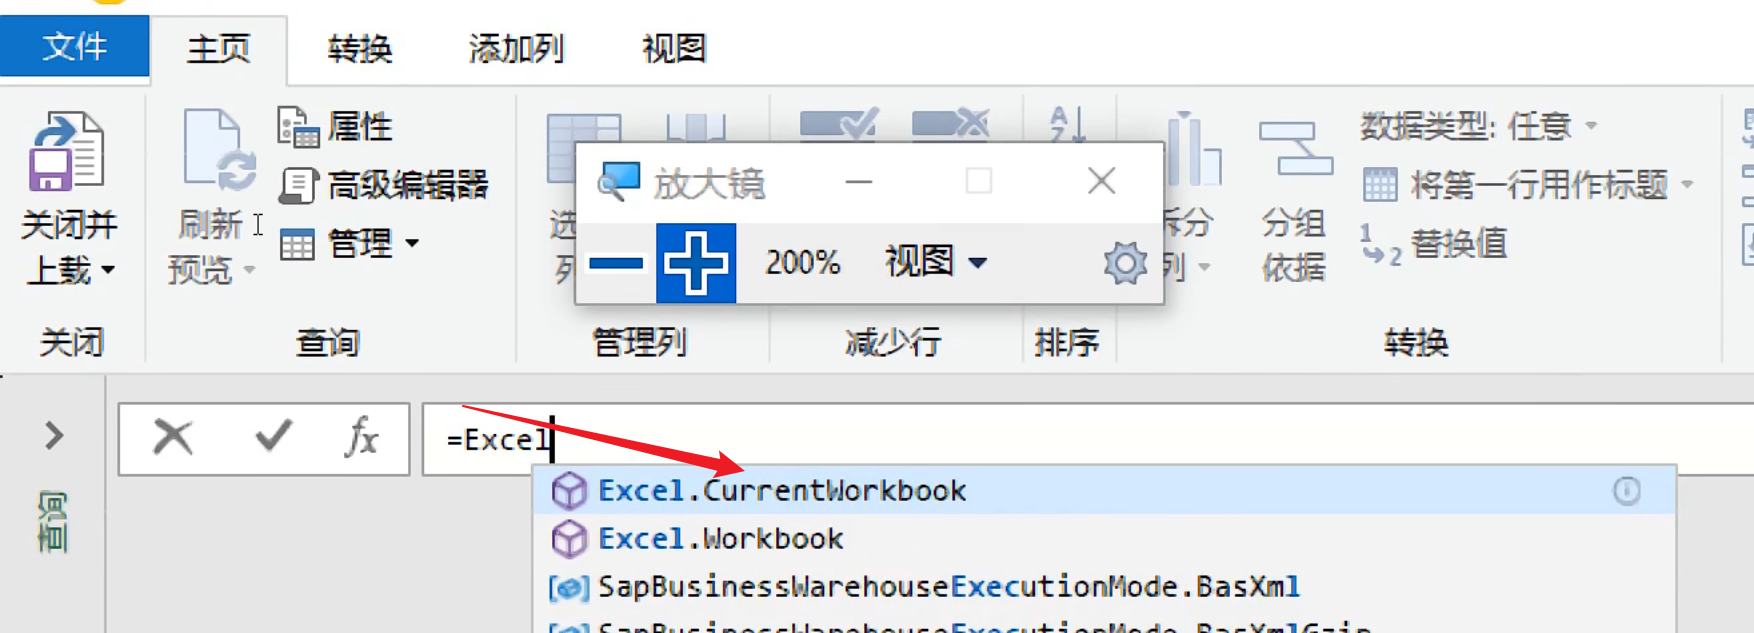 文件 主页 转换 添加列 视图
关闭并
上载
刷新
预览
属性
高级编辑器
管理
选
列
放大镜
200% 视图
A
Z
拆分
列
分组
依据
数据类型: 任意
将第一行用作标题
1
2 替换值
关闭 查询 管理列 减少行 排序 转换
fx
=Excel
查询
Excel.CurrentWorkbook
Excel.Workbook
SapBusinessWarehouseExecutionMode.BasXml
SapBusinessWarehouseExecutionMode.BasXmlGzip